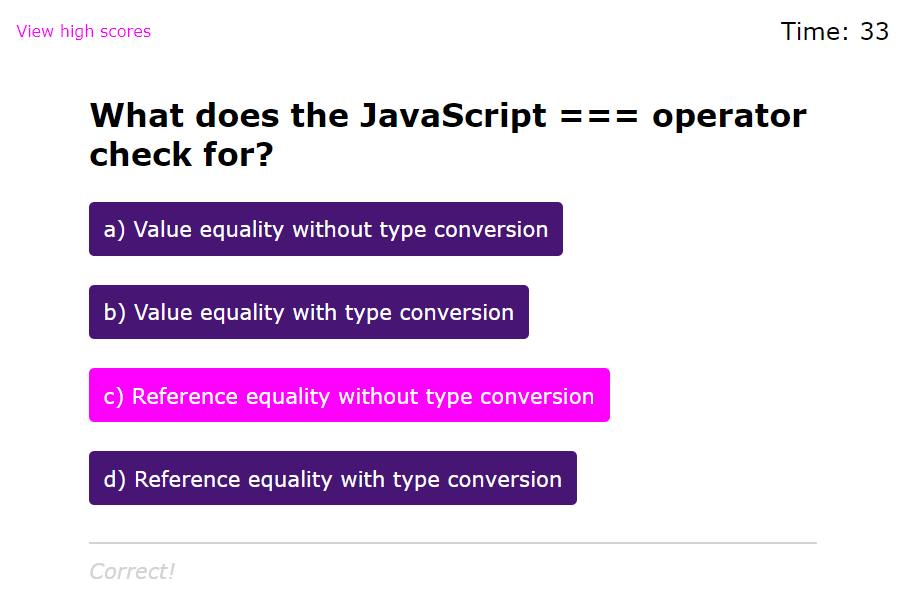 View high scores
Time: 33
What does the JavaScript === operator
check for?
a) Value equality without type conversion
b) Value equality with type conversion
c) Reference equality without type conversion
d) Reference equality with type conversion
Correct!